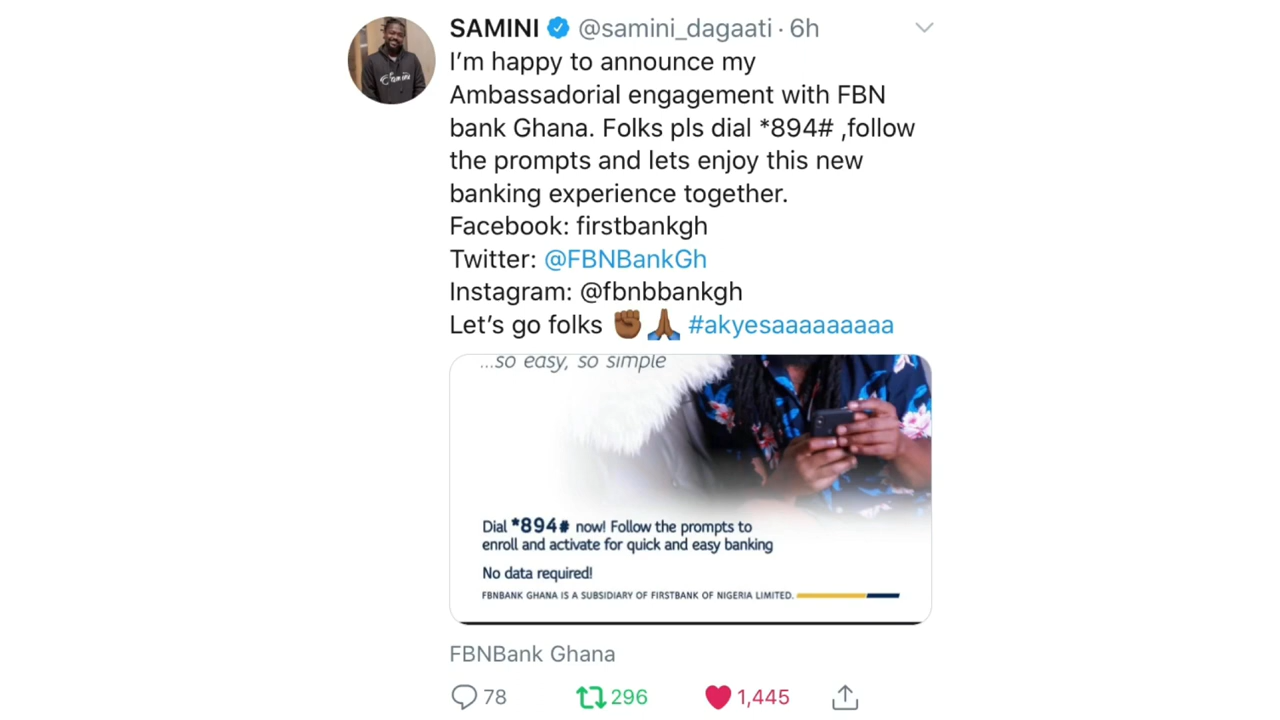 SAMINI @samini_dagaati · 6h
I’m happy to announce my
Ambassadorial engagement with FBN
bank Ghana. Folks pls dial *894# ,follow
the prompts and lets enjoy this new
banking experience together.
Facebook: firstbankgh
Twitter: @FBNBankGh
Instagram: @fbnbbankgh
Let’s go folks ✊🏾🙏🏾 #akyesaaaaaaaaa
...so easy, so simple
Dial *894# now! Follow the prompts to
enroll and activate for quick and easy banking
No data required!
FBNBANK GHANA IS A SUBSIDIARY OF FIRSTBANK OF NIGERIA LIMITED.
FBNBank Ghana
78 296 1,445